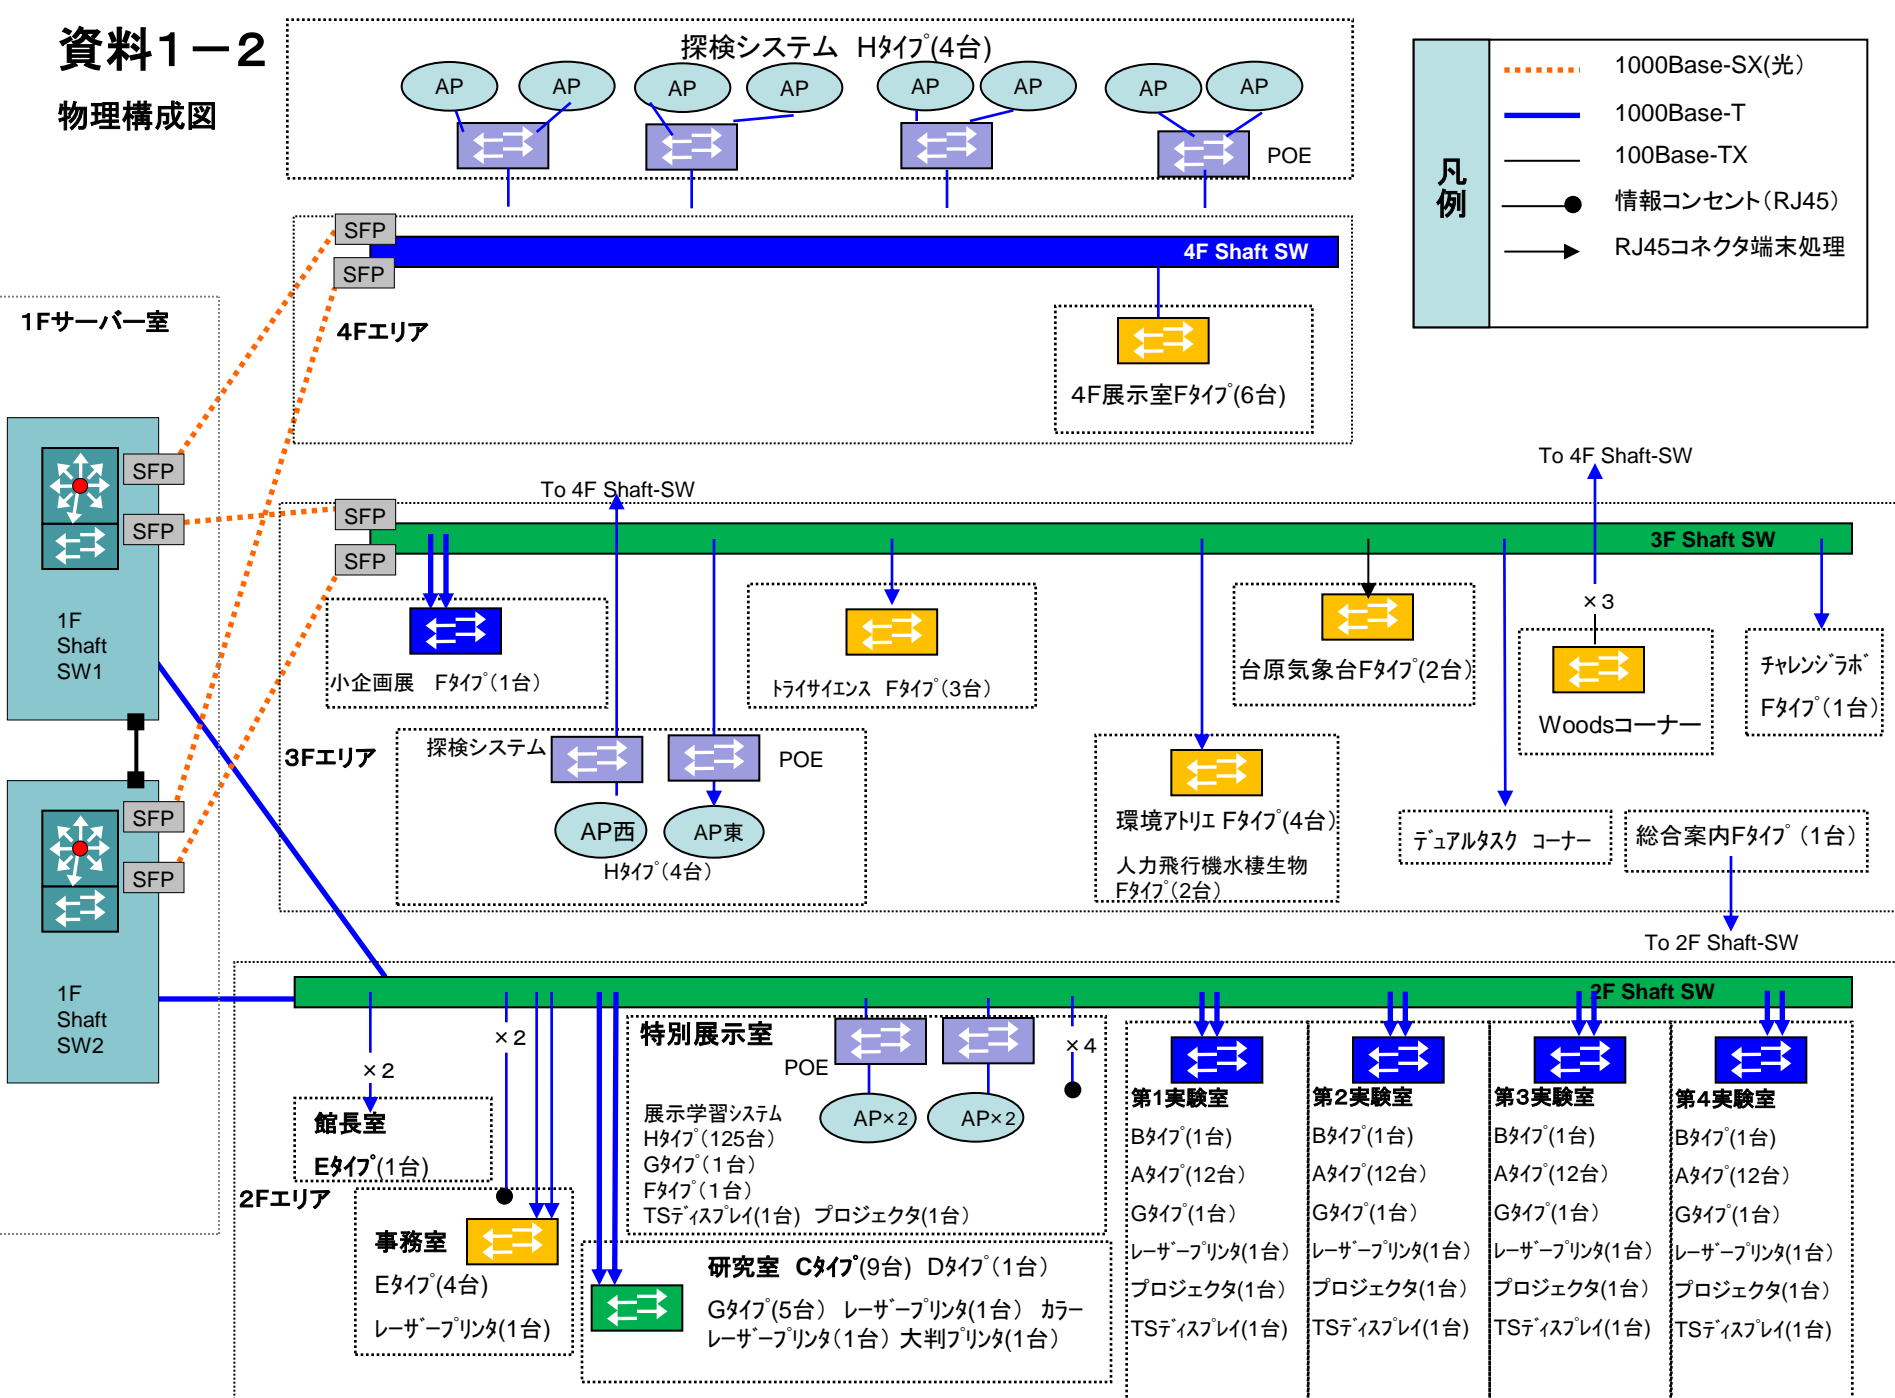 資料1－2
物理構成図
探検システム Hﾀｲﾌﾟ(4台)
AP
AP
AP
AP
AP
AP
AP
AP
POE
凡例
1000Base-SX(光)
1000Base-T
100Base-TX
情報コンセント(RJ45)
RJ45コネクタ端末処理
SFP
4F Shaft SW
SFP
4Fエリア
4F展示室Fﾀｲﾌﾟ(6台)
1Fサーバー室
SFP
SFP
1F
Shaft
SW1
SFP
SFP
1F
Shaft
SW2
To 4F Shaft-SW
To 4F Shaft-SW
SFP
3F Shaft SW
SFP
×3
小企画展 Fﾀｲﾌﾟ(1台)
ﾄﾗｲｻｲｴﾝｽ Fﾀｲﾌﾟ(3台)
台原気象台Fﾀｲﾌﾟ(2台)
Woodsコーナー
ﾁｬﾚﾝｼﾞﾗﾎﾞ
Fﾀｲﾌﾟ(1台)
3Fエリア
探検システム
POE
AP西
AP東
Hﾀｲﾌﾟ(4台)
環境ｱﾄﾘｴ Fﾀｲﾌﾟ(4台)
人力飛行機水棲生物
Fﾀｲﾌﾟ(2台)
ﾃﾞｭｱﾙﾀｽｸ コーナー
総合案内Fﾀｲﾌﾟ(1台)
To 2F Shaft-SW
2F Shaft SW
×2
×2
館長室
Eﾀｲﾌﾟ(1台)
2Fエリア
事務室
Eﾀｲﾌﾟ(4台)
ﾚｰｻﾞｰﾌﾟﾘﾝﾀ(1台)
特別展示室
POE
×4
AP×2
AP×2
展示学習ｼｽﾃﾑ
Hﾀｲﾌﾟ(125台)
Gﾀｲﾌﾟ(1台)
Fﾀｲﾌﾟ(1台)
TSﾃﾞｨｽﾌﾟﾚｲ(1台) プロジェクタ(1台)
研究室 Cﾀｲﾌﾟ(9台) Dﾀｲﾌﾟ(1台)
Gﾀｲﾌﾟ(5台) ﾚｰｻﾞｰﾌﾟﾘﾝﾀ(1台) カラー
ﾚｰｻﾞｰﾌﾟﾘﾝﾀ(1台) 大判ﾌﾟﾘﾝﾀ(1台)
第1実験室
Bﾀｲﾌﾟ(1台)
Aﾀｲﾌﾟ(12台)
Gﾀｲﾌﾟ(1台)
ﾚｰｻﾞｰﾌﾟﾘﾝﾀ(1台)
プロジェクタ(1台)
TSﾃﾞｨｽﾌﾟﾚｲ(1台)
第2実験室
Bﾀｲﾌﾟ(1台)
Aﾀｲﾌﾟ(12台)
Gﾀｲﾌﾟ(1台)
ﾚｰｻﾞｰﾌﾟﾘﾝﾀ(1台)
プロジェクタ(1台)
TSﾃﾞｨｽﾌﾟﾚｲ(1台)
第3実験室
Bﾀｲﾌﾟ(1台)
Aﾀｲﾌﾟ(12台)
Gﾀｲﾌﾟ(1台)
ﾚｰｻﾞｰﾌﾟﾘﾝﾀ(1台)
プロジェクタ(1台)
TSﾃﾞｨｽﾌﾟﾚｲ(1台)
第4実験室
Bﾀｲﾌﾟ(1台)
Aﾀｲﾌﾟ(12台)
Gﾀｲﾌﾟ(1台)
ﾚｰｻﾞｰﾌﾟﾘﾝﾀ(1台)
プロジェクタ(1台)
TSﾃﾞｨｽﾌﾟﾚｲ(1台)